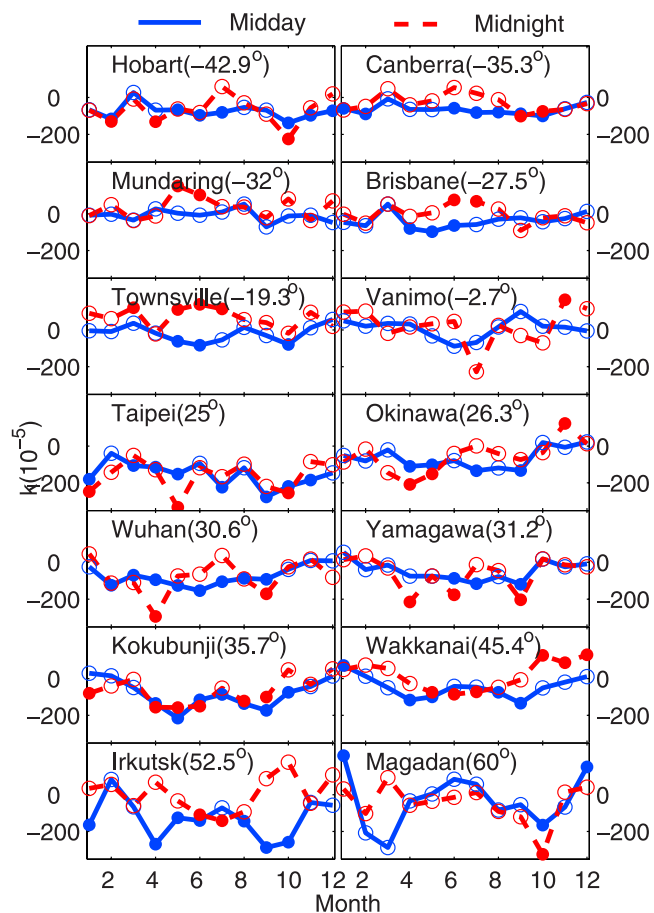 Midday Midnight
Hobart(−42.9°) Canberra(−35.3°)
0 0
−200 −200
Mundaring(−32°) Brisbane(−27.5°)
0 0
−200 −200
Townsville(−19.3°) Vanimo(−2.7°)
0 0
−200 −200
Taipei(25°) Okinawa(26.3°)
k(10⁻⁵)
0 0
−200 −200
Wuhan(30.6°) Yamagawa(31.2°)
0 0
−200 −200
Kokubunji(35.7°) Wakkanai(45.4°)
0 0
−200 −200
Irkutsk(52.5°) Magadan(60°)
0 0
−200 −200
2 4 6 8 10 12 2 4 6 8 10 12
Month